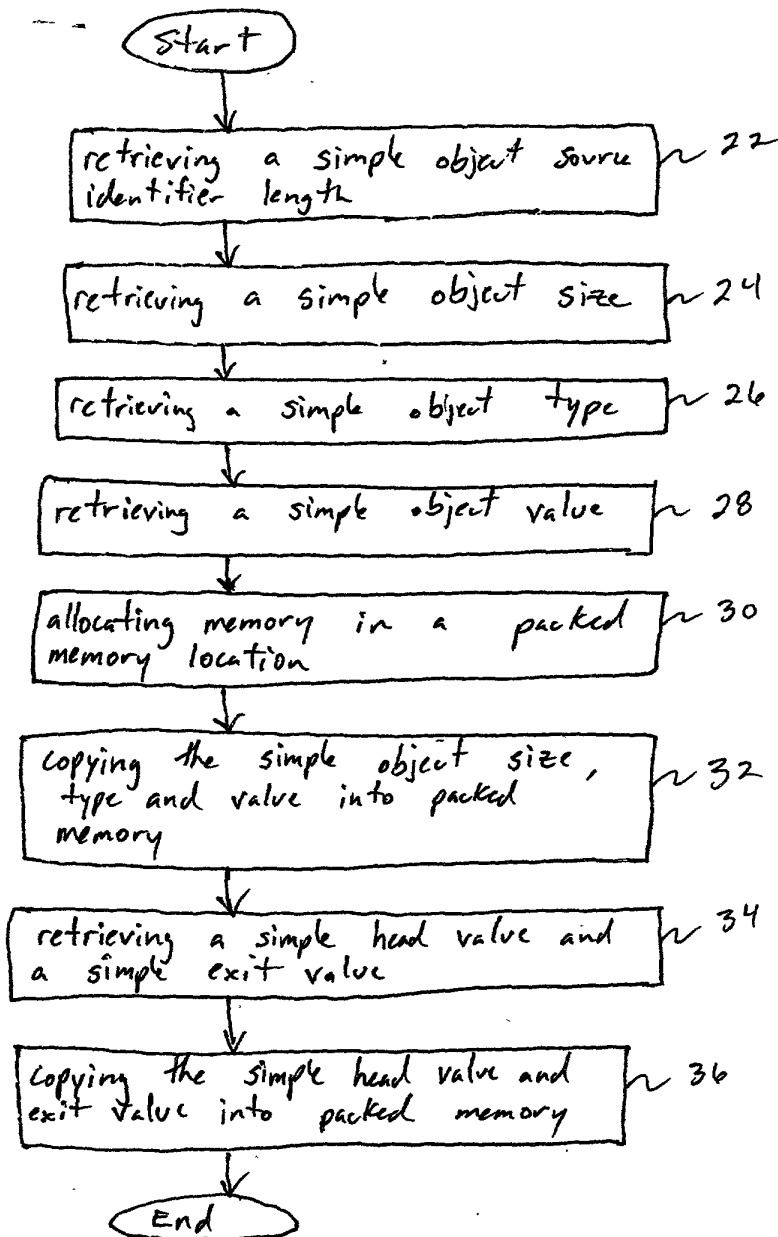 Start
retrieving a simple object source 22
identifier length
retrieving a simple object size 24
retrieving a simple object type 26
retrieving a simple object value 28
allocating memory in a packed 30
memory location
copying the simple object size, 32
type and value into packed
memory
retrieving a simple head value and 34
a simple exit value
copying the simple head value and 36
exit value into packed memory
End